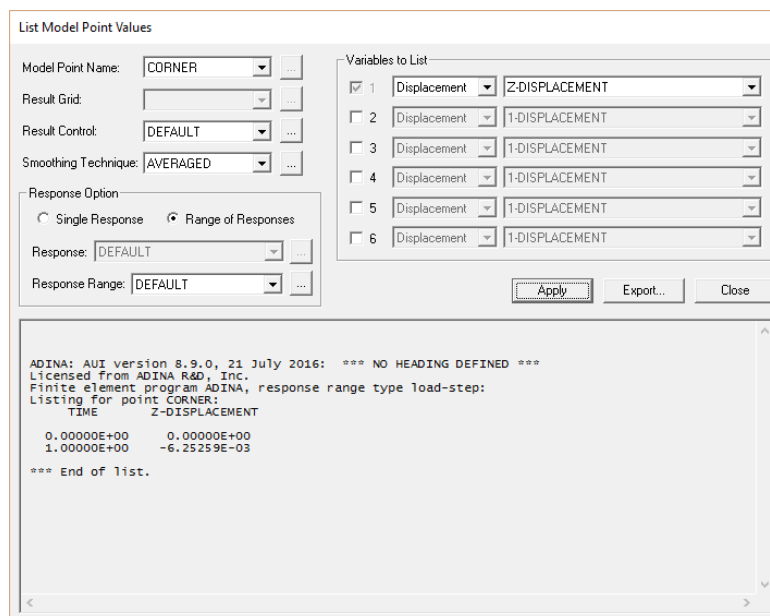 List Model Point Values
Model Point Name: CORNER ...
Result Grid: ...
Result Control: DEFAULT ...
Smoothing Technique: AVERAGED ...
Response Option
Single Response Range of Responses
Response: DEFAULT ...
Response Range: DEFAULT ...
Variables to List
1 Displacement Z-DISPLACEMENT
2 Displacement 1-DISPLACEMENT
3 Displacement 1-DISPLACEMENT
4 Displacement 1-DISPLACEMENT
5 Displacement 1-DISPLACEMENT
6 Displacement 1-DISPLACEMENT
Apply Export... Close
ADINA: AUI version 8.9.0, 21 July 2016: *** NO HEADING DEFINED ***
Licensed from ADINA R&D, Inc.
Finite element program ADINA, response range type load-step:
Listing for point CORNER:
TIME Z-DISPLACEMENT
0.00000E+00 0.00000E+00
1.00000E+00 -6.25259E-03
*** End of list.